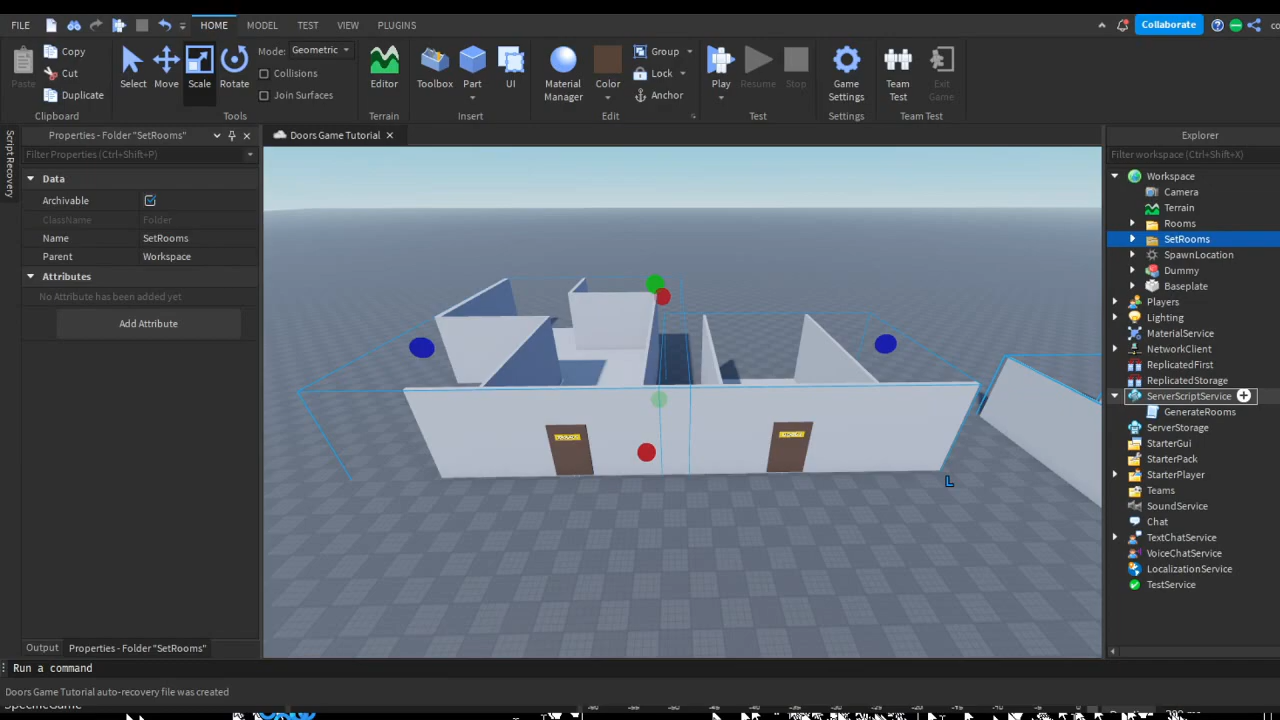 FILE HOME MODEL TEST VIEW PLUGINS Collaborate
Paste Copy Cut Duplicate Clipboard
Select Move Scale Rotate Mode: Geometric Collisions Join Surfaces Tools
Editor Terrain
Toolbox Part UI Insert
Material Manager Color Group Lock Anchor Edit
Play Resume Stop Test
Game Settings Settings
Team Test Exit Game Team Test
Script Recovery
Properties - Folder "SetRooms"
Filter Properties (Ctrl+Shift+P)
Data
Archivable
ClassName Folder
Name SetRooms
Parent Workspace
Attributes
No Attribute has been added yet
Add Attribute
Output Properties - Folder "SetRooms"
Doors Game Tutorial
L
Explorer
Filter workspace (Ctrl+Shift+X)
Workspace
Camera
Terrain
Rooms
SetRooms
SpawnLocation
Dummy
Baseplate
Players
Lighting
MaterialService
NetworkClient
ReplicatedFirst
ReplicatedStorage
ServerScriptService
GenerateRooms
ServerStorage
StarterGui
StarterPack
StarterPlayer
Teams
SoundService
Chat
TextChatService
VoiceChatService
LocalizationService
TestService
Run a command
Doors Game Tutorial auto-recovery file was created